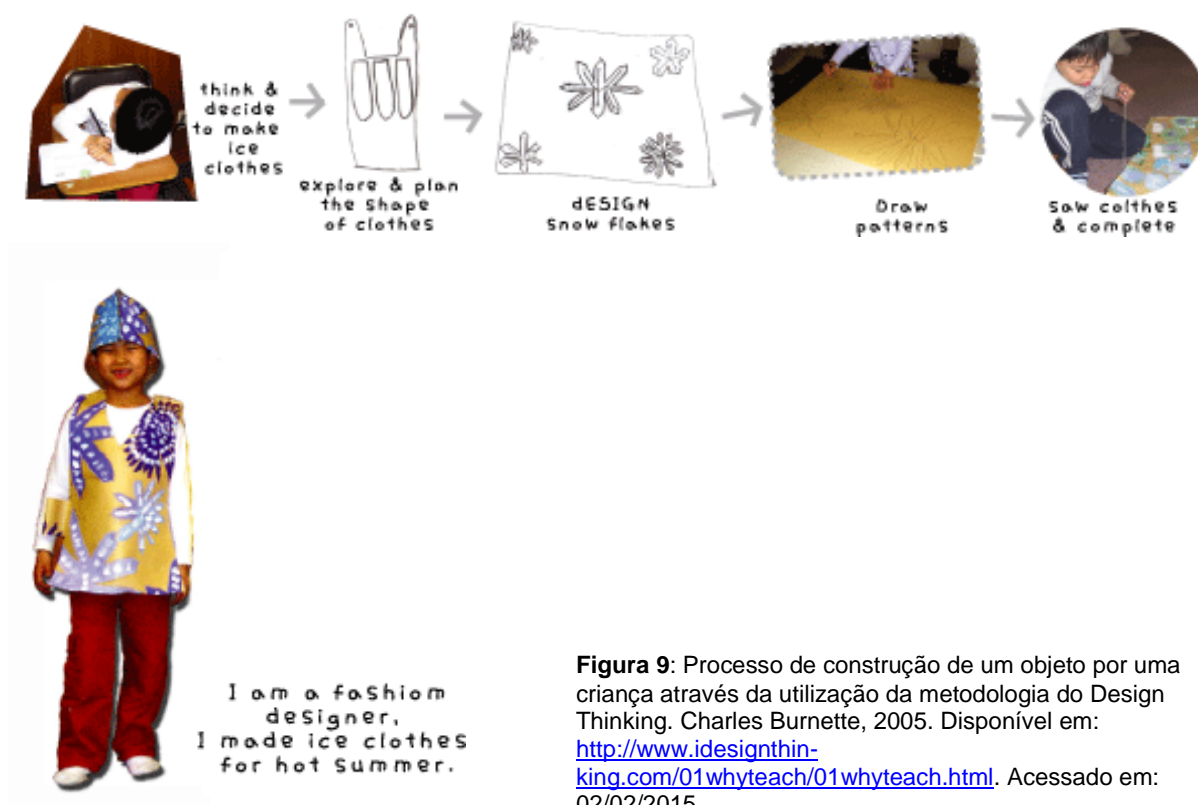 think &
decide
to make
ice
clothes
explore & plan
the shape
of clothes
dESIGN
Snow flakes
Draw
patterns
Saw colthes
& complete
I am a faShiom
deSigner,
I made ice clothes
for hot Summer.
Figura 9: Processo de construção de um objeto por uma
criança através da utilização da metodologia do Design
Thinking. Charles Burnette, 2005. Disponível em:
http://www.idesignthin-
king.com/01whyteach/01whyteach.html. Acessado em:
02/02/2015